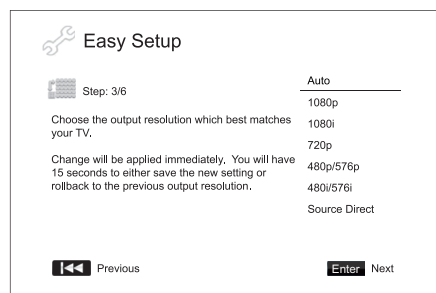 Easy Setup
Step: 3/6
Choose the output resolution which best matches
your TV.
Change will be applied immediately. You will have
15 seconds to either save the new setting or
rollback to the previous output resolution.
Auto
1080p
1080i
720p
480p/576p
480i/576i
Source Direct
Previous
Enter Next